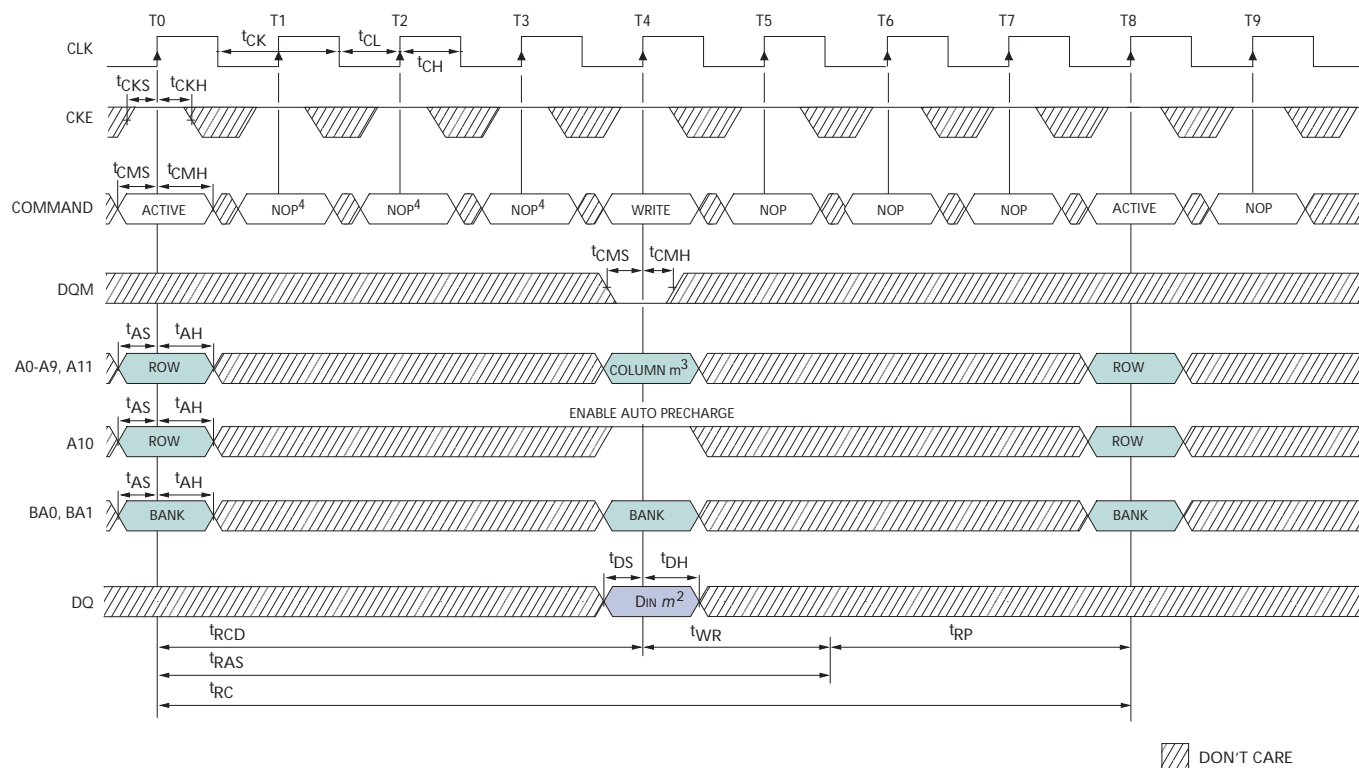 T0 T1 T2 T3 T4 T5 T6 T7 T8 T9
CLK
tCK tCL
tCH
tCKS tCKH
CKE
tCMS tCMH
COMMAND ACTIVE NOP4 NOP4 NOP4 WRITE NOP NOP NOP ACTIVE NOP
tCMS tCMH
DQM
tAS tAH
A0-A9, A11 ROW COLUMN m3 ROW
tAS tAH ENABLE AUTO PRECHARGE
A10 ROW ROW
tAS tAH
BA0, BA1 BANK BANK BANK
tDS tDH
DQ DIN m2
tRCD tWR tRP
tRAS
tRC
DON'T CARE